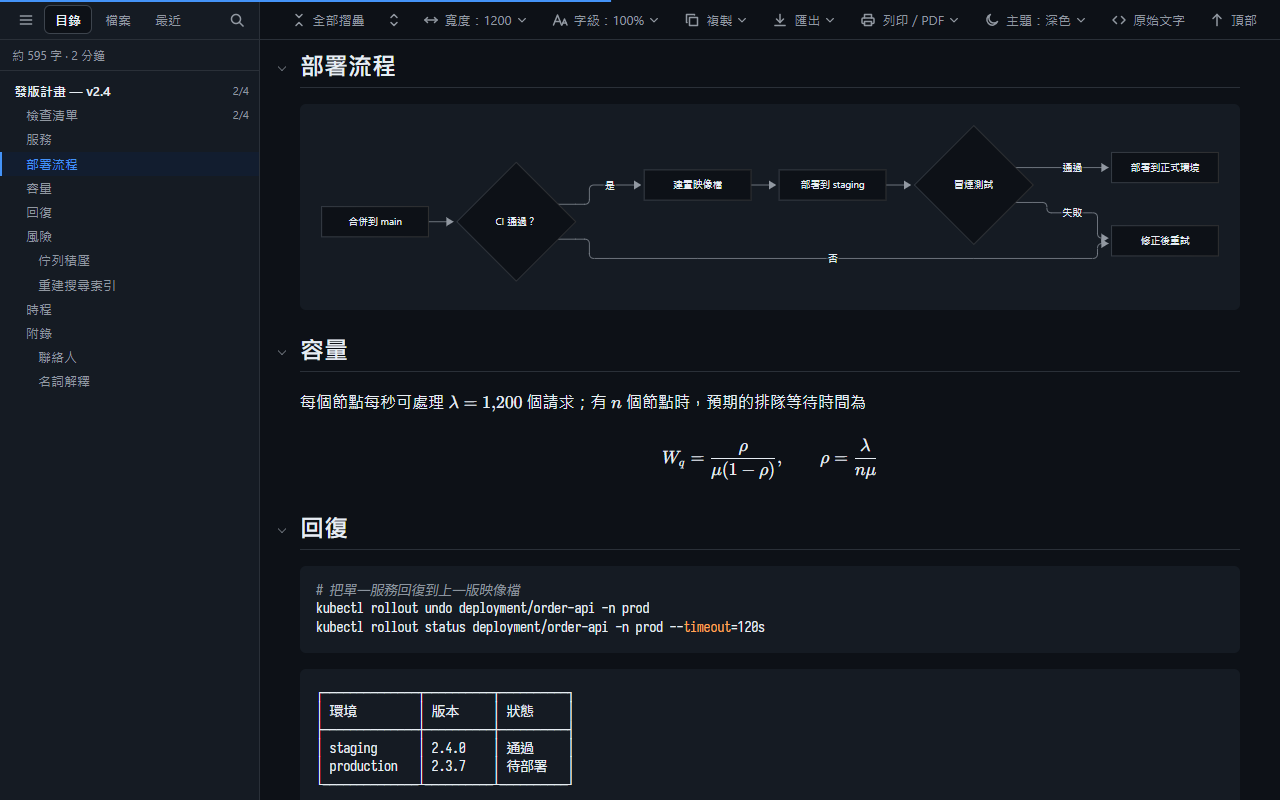 目錄 檔案 最近 全部摺疊 寬度：1200 字級：100% 複製 匯出 列印 / PDF 主題：深色 原始文字 頂部
約 595 字 · 2 分鐘
發版計畫 — v2.4 2/4
檢查清單 2/4
服務
部署流程
容量
回復
風險
佇列積壓
重建搜尋索引
時程
附錄
聯絡人
名詞解釋
部署流程
合併到 main
CI 通過？
是
建置映像檔
部署到 staging
冒煙測試
通過
部署到正式環境
失敗
修正後重試
否
容量
每個節點每秒可處理 λ = 1,200 個請求；有 n 個節點時，預期的排隊等待時間為
W_q = ρ / μ(1 − ρ), ρ = λ / nμ
回復
# 把單一服務回復到上一版映像檔
kubectl rollout undo deployment/order-api -n prod
kubectl rollout status deployment/order-api -n prod --timeout=120s
環境 版本 狀態
staging 2.4.0 通過
production 2.3.7 待部署